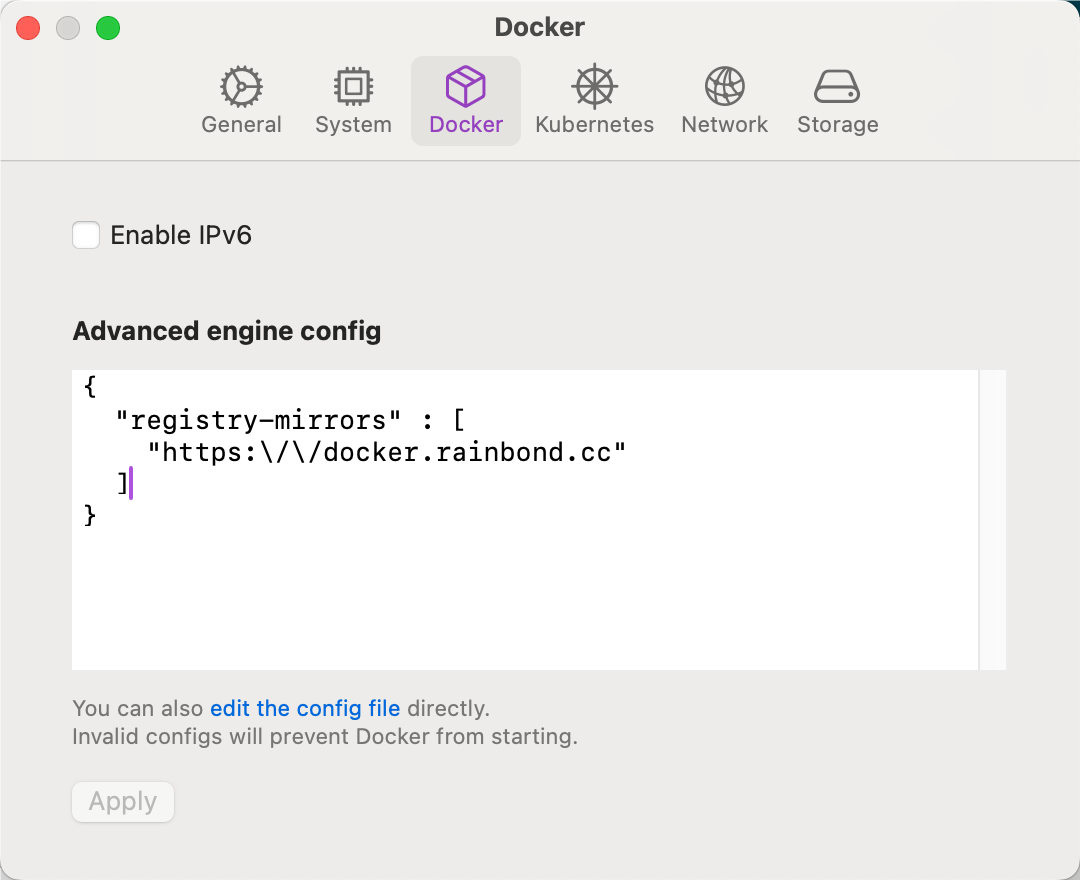 Docker
General System Docker Kubernetes Network Storage
Enable IPv6
Advanced engine config
{
  "registry-mirrors" : [
    "https:\/\/docker.rainbond.cc"
  ]
}
You can also edit the config file directly.
Invalid configs will prevent Docker from starting.
Apply